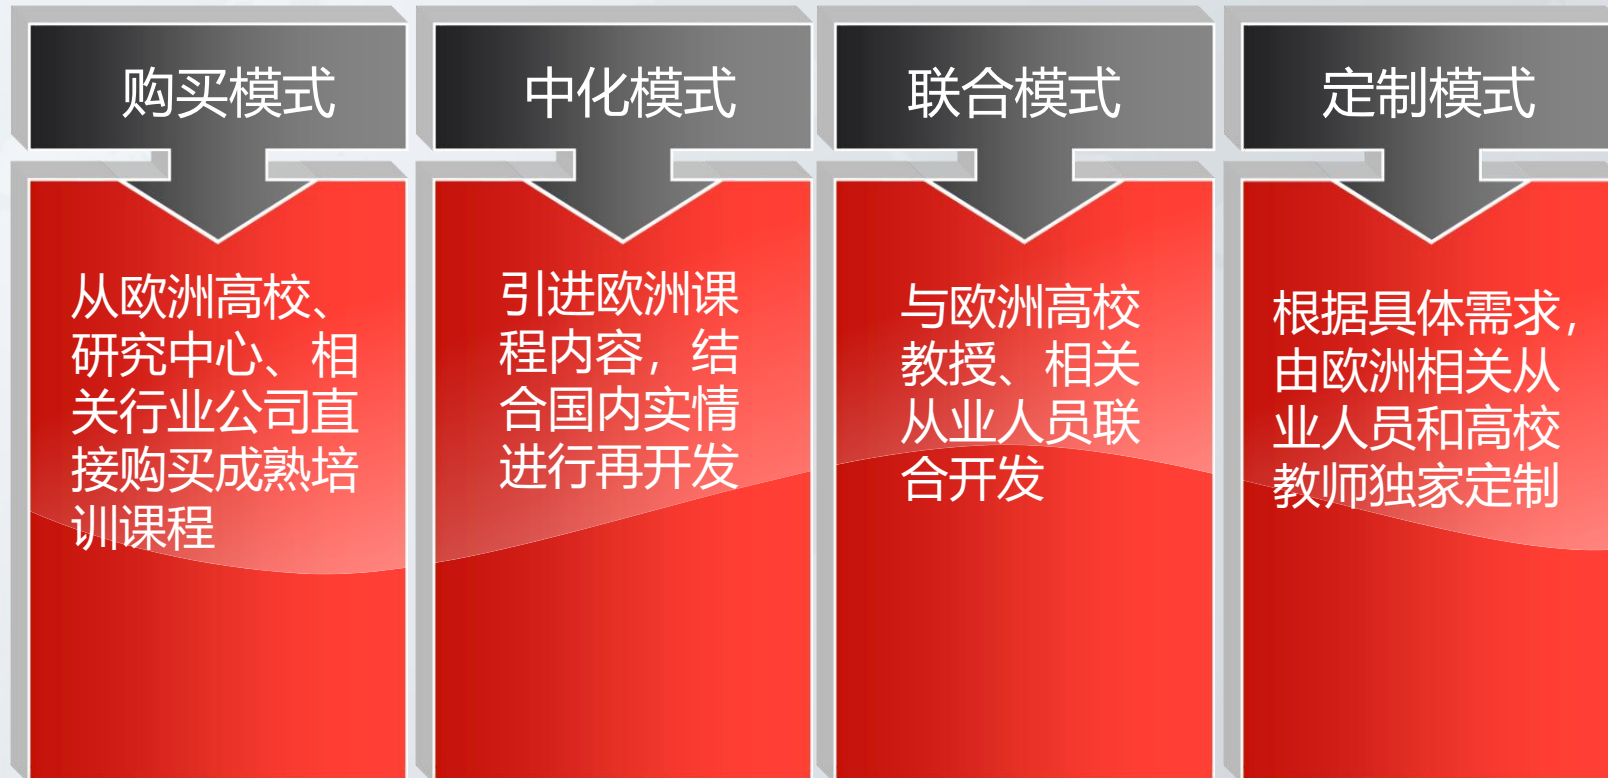 购买模式
从欧洲高校、
研究中心、相
关行业公司直
接购买成熟培
训课程
中化模式
引进欧洲课
程内容，结
合国内实情
进行再开发
联合模式
与欧洲高校
教授、相关
从业人员联
合开发
定制模式
根据具体需求，
由欧洲相关从
业人员和高校
教师独家定制